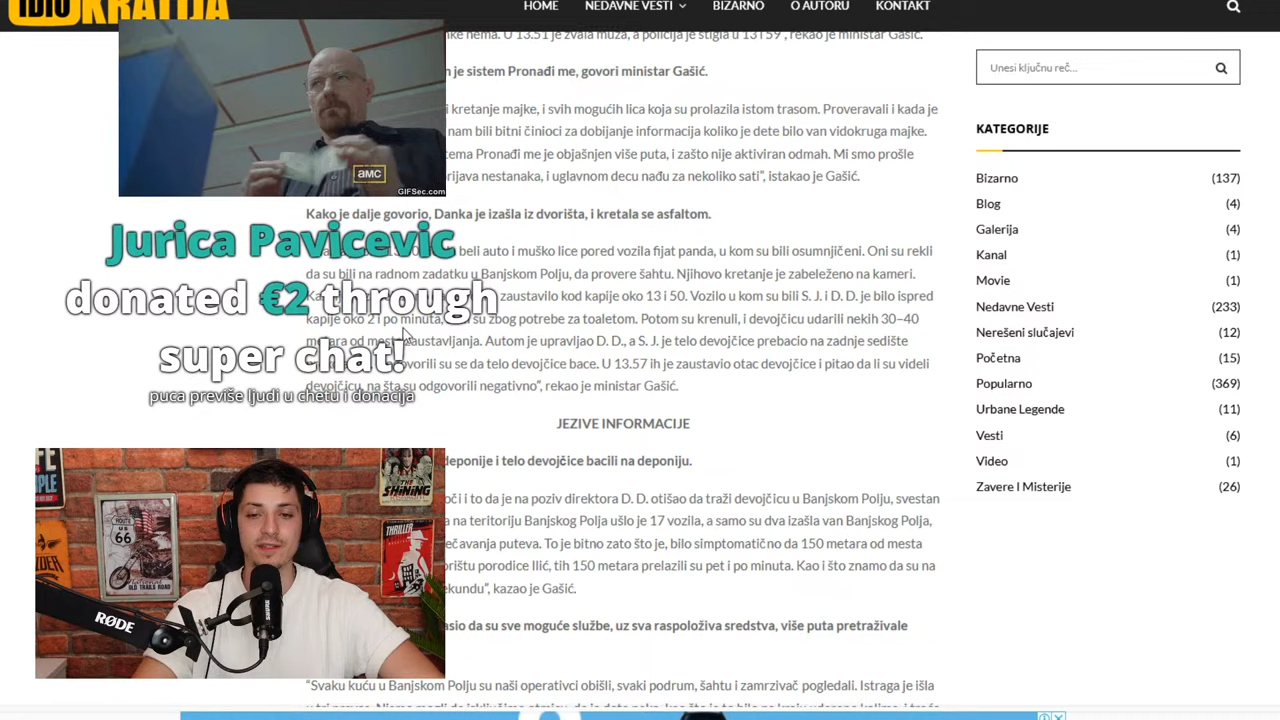 IDIO
KRATIJA
HOME NEDAVNE VESTI BIZARNO O AUTORU KONTAKT
nke nema. U 13.51 je zvala muža, a policija je stigla u 13 i 59", rekao je ministar Gašić.
n je sistem Pronađi me, govori ministar Gašić.
i kretanje majke, i svih mogućih lica koja su prolazila istom trasom. Proveravali i kada je
nam bili bitni činioci za dobijanje informacija koliko je dete bilo van vidokruga majke.
tema Pronađi me je objašnjen više puta, i zašto nije aktiviran odmah. Mi smo prošle
rijava nestanaka, i uglavnom decu nađu za nekoliko sati", istakao je Gašić.
amc
GIFSec.com
Kako je dalje govorio, Danka je izašla iz dvorišta, i kretala se asfaltom.
beli auto i muško lice pored vozila fijat panda, u kom su bili osumnjičeni. Oni su rekli
da su bili na radnom zadatku u Banjskom Polju, da provere šahtu. Njihovo kretanje je zabeleženo na kameri.
zaustavilo kod kapije oko 13 i 50. Vozilo u kom su bili S. J. i D. D. je bilo ispred
kapije oko 2 i po minuta, su zbog potrebe za toaletom. Potom su krenuli, i devojčicu udarili nekih 30–40
metara od mesta zaustavljanja. Autom je upravljao D. D., a S. J. je telo devojčice prebacio na zadnje sedište
ovorili su se da telo devojčice bace. U 13.57 ih je zaustavio otac devojčice i pitao da li su videli
devojčicu, na šta su odgovorili negativno", rekao je ministar Gašić.
Jurica Pavicevic
donated €2 through
super chat!
puca previše ljudi u chetu i donacija
JEZIVE INFORMACIJE
deponije i telo devojčice bacili na deponiju.
oči i to da je na poziv direktora D. D. otišao da traži devojčicu u Banjskom Polju, svestan
a na teritoriju Banjskog Polja ušlo je 17 vozila, a samo su dva izašla van Banjskog Polja,
ečavanja puteva. To je bitno zato što je, bilo simptomatično da 150 metara od mesta
orištu porodice Ilić, tih 150 metara prelazili su pet i po minuta. Kao i što znamo da su na
ekundu", kazao je Gašić.
asio da su sve moguće službe, uz sva raspoloživa sredstva, više puta pretraživale
"Svaku kuću u Banjskom Polju su naši operativci obišli, svaki podrum, šahtu i zamrzivač pogledali. Istraga je išla
Unesi ključnu reč...
KATEGORIJE
Bizarno (137)
Blog (4)
Galerija (4)
Kanal (1)
Movie (1)
Nedavne Vesti (233)
Nerešeni slučajevi (12)
Početna (15)
Popularno (369)
Urbane Legende (11)
Vesti (6)
Video (1)
Zavere I Misterije (26)
ROUTE
US
66
THE
SHINING
THRILLER
RØDE